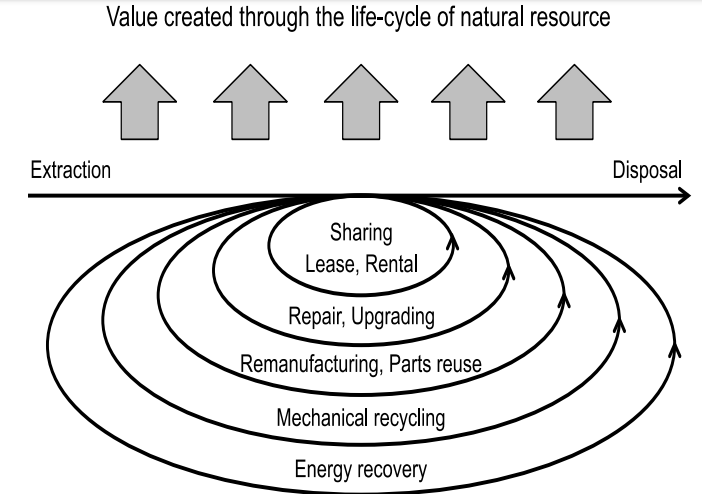 Value created through the life-cycle of natural resource
Extraction
Disposal
Sharing
Lease, Rental
Repair, Upgrading
Remanufacturing, Parts reuse
Mechanical recycling
Energy recovery